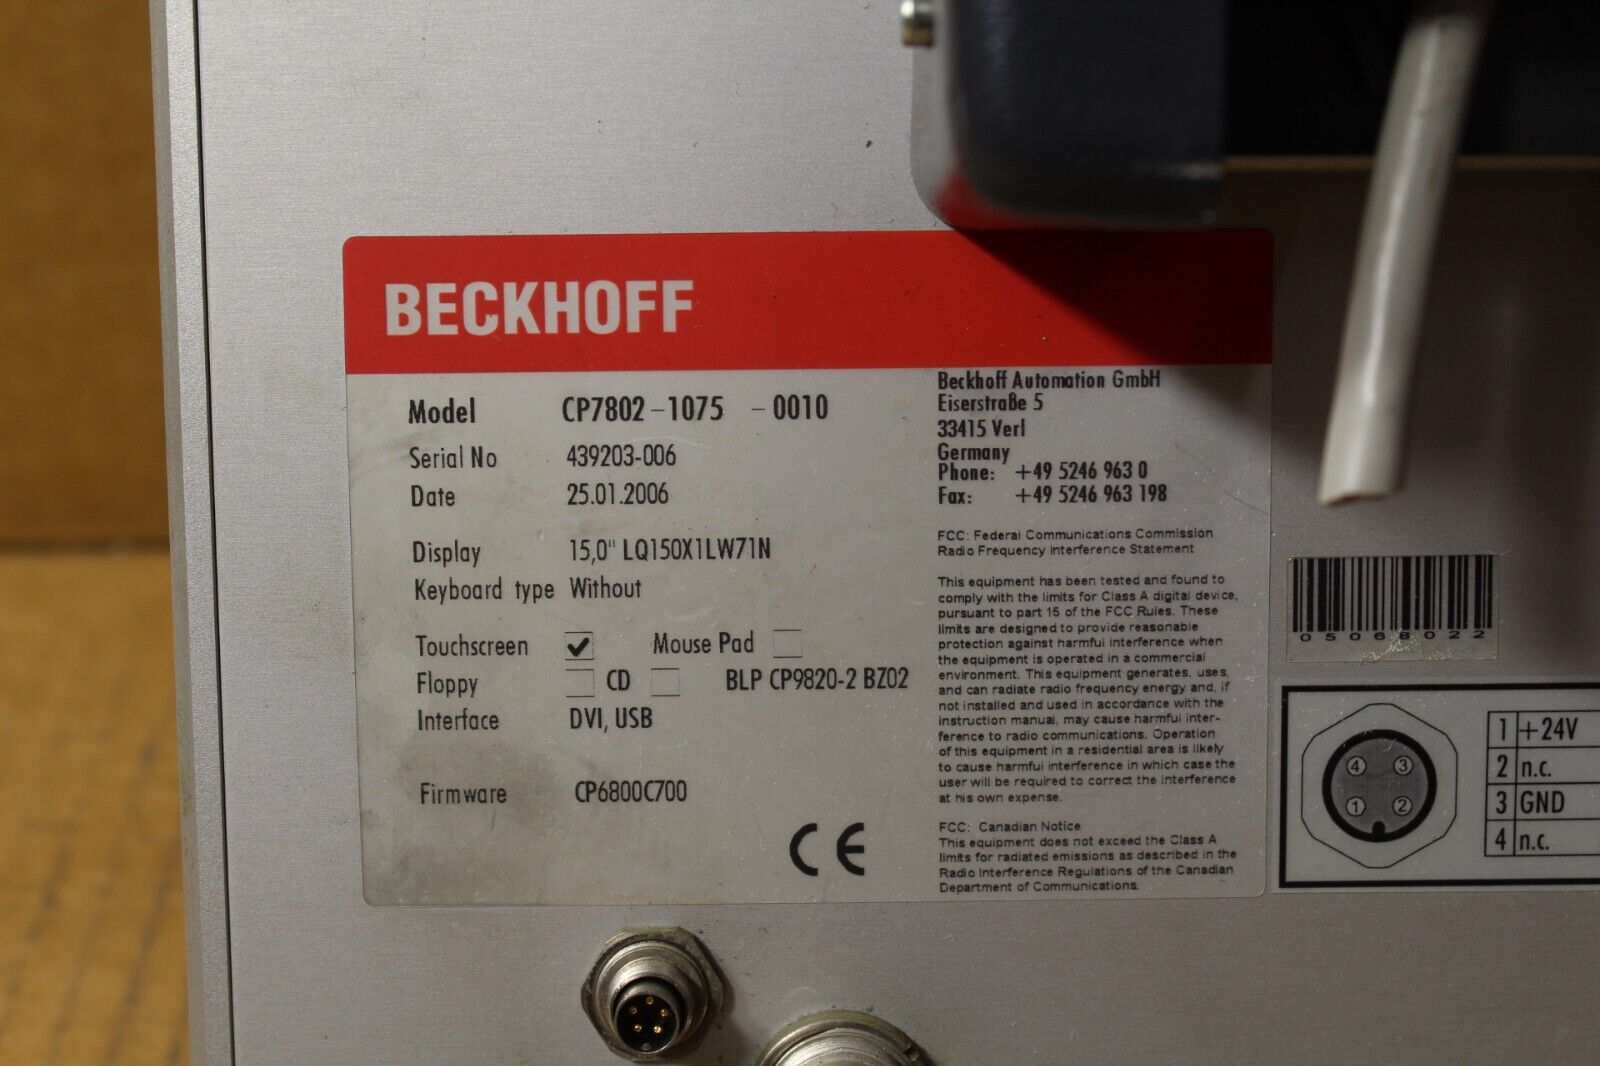 BECKHOFF
Model CP7802-1075 -0010
Serial No 439203-006
Date 25.01.2006
Display 15,0" LQ150X1LW71N
Keyboard type Without
Touchscreen ✔ Mouse Pad
Floppy CD BLP CP9820-2 BZ02
Interface DVI, USB
Firmware CP6800C700
CE
Beckhoff Automation GmbH
Eiserstraße 5
33415 Verl
Germany
Phone: +49 5246 963 0
Fax: +49 5246 963 198
FCC: Federal Communications Commission
Radio Frequency Interference Statement
This equipment has been tested and found to
comply with the limits for Class A digital device,
pursuant to part 15 of the FCC Rules. These
limits are designed to provide reasonable
protection against harmful interference when
the equipment is operated in a commercial
environment. This equipment generates, uses,
and can radiate radio frequency energy and, if
not installed and used in accordance with the
instruction manual, may cause harmful inter-
ference to radio communications. Operation
of this equipment in a residential area is likely
to cause harmful interference in which case the
user will be required to correct the interference
at his own expense.
FCC: Canadian Notice
This equipment does not exceed the Class A
limits for radiated emissions as described in the
Radio Interference Regulations of the Canadian
Department of Communications.
05068022
4 3
1 2
1 +24V
2 n.c.
3 GND
4 n.c.